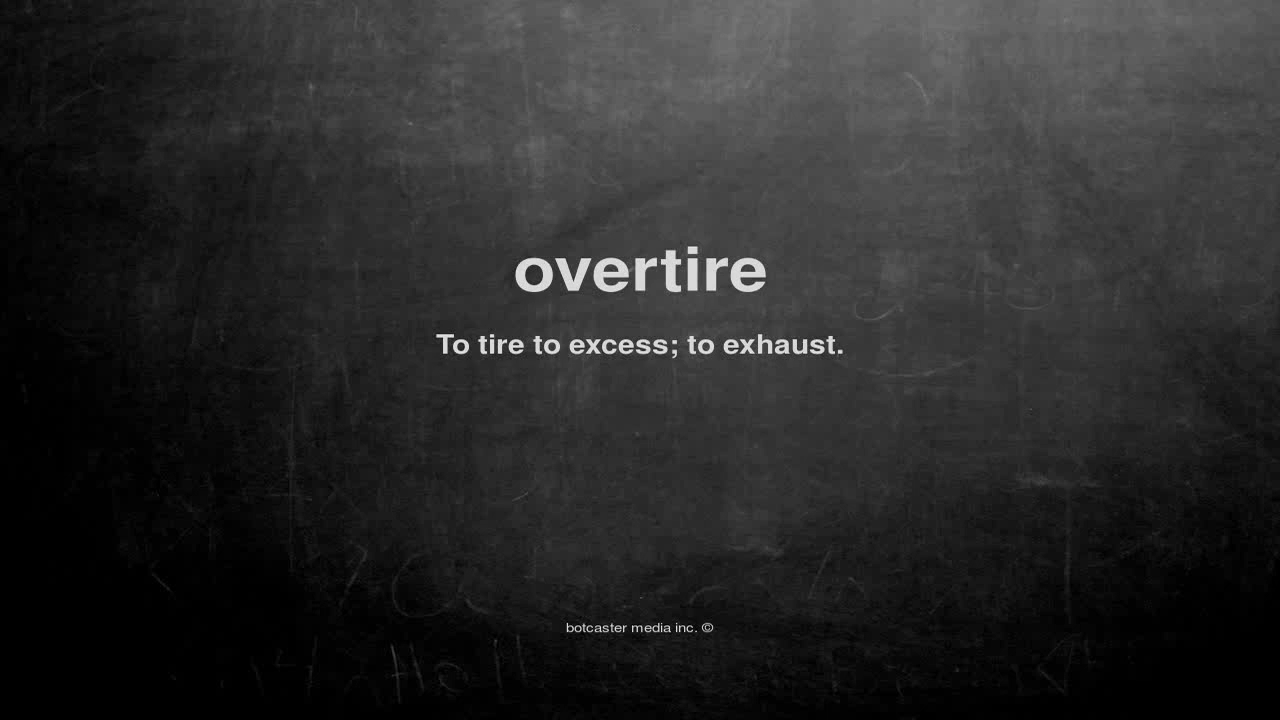 overtire
To tire to excess; to exhaust.
botcaster media inc. ©